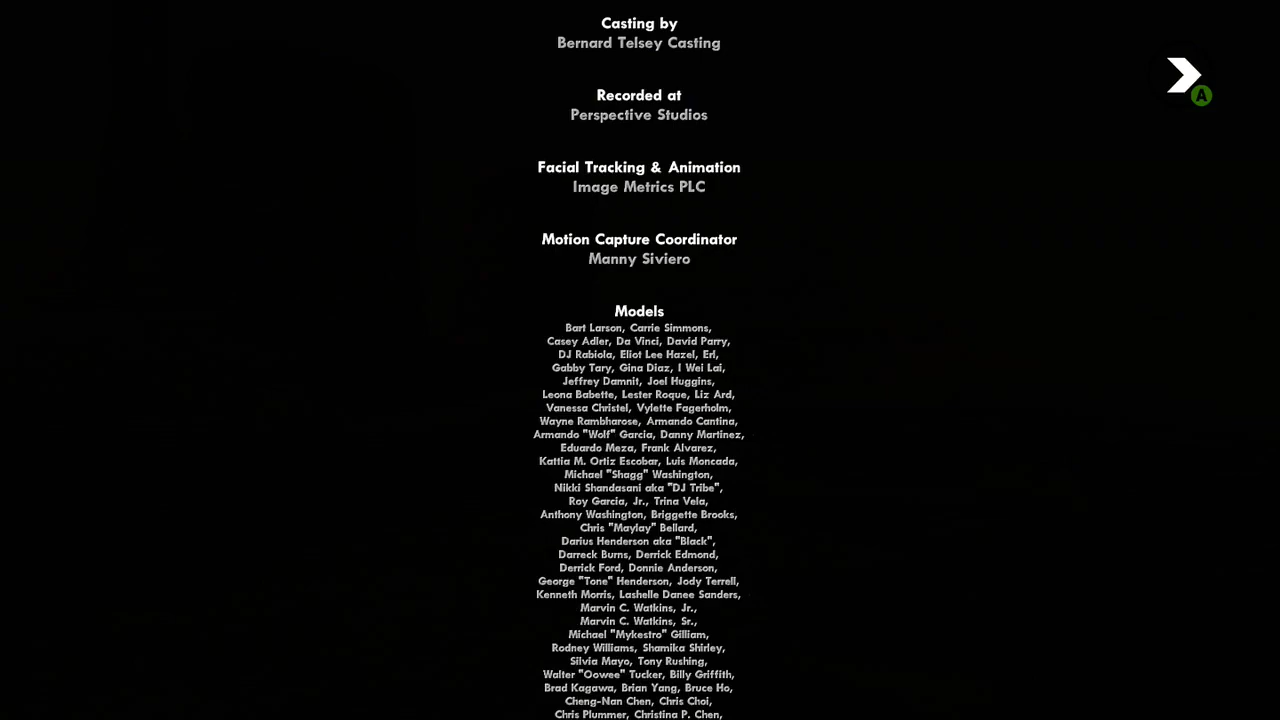 Casting by
Bernard Telsey Casting
Recorded at
Perspective Studios
Facial Tracking & Animation
Image Metrics PLC
Motion Capture Coordinator
Manny Siviero
Models
Bart Larson, Carrie Simmons,
Casey Adler, Da Vinci, David Parry,
DJ Rabiola, Eliot Lee Hazel, Erl,
Gabby Tary, Gina Diaz, I Wei Lai,
Jeffrey Damnit, Joel Huggins,
Leona Babette, Lester Roque, Liz Ard,
Vanessa Christel, Vylette Fagerholm,
Wayne Rambharose, Armando Cantina,
Armando "Wolf" Garcia, Danny Martinez,
Eduardo Meza, Frank Alvarez,
Kattia M. Ortiz Escobar, Luis Moncada,
Michael "Shagg" Washington,
Nikki Shandasani aka "DJ Tribe",
Roy Garcia, Jr., Trina Vela,
Anthony Washington, Briggette Brooks,
Chris "Maylay" Bellard,
Darius Henderson aka "Black",
Darreck Burns, Derrick Edmond,
Derrick Ford, Donnie Anderson,
George "Tone" Henderson, Jody Terrell,
Kenneth Morris, Lashelle Danee Sanders,
Marvin C. Watkins, Jr.,
Marvin C. Watkins, Sr.,
Michael "Mykestro" Gilliam,
Rodney Williams, Shamika Shirley,
Silvia Mayo, Tony Rushing,
Walter "Oowee" Tucker, Billy Griffith,
Brad Kagawa, Brian Yang, Bruce Ho,
Cheng-Nan Chen, Chris Choi,
Chris Plummer, Christina P. Chen,
A